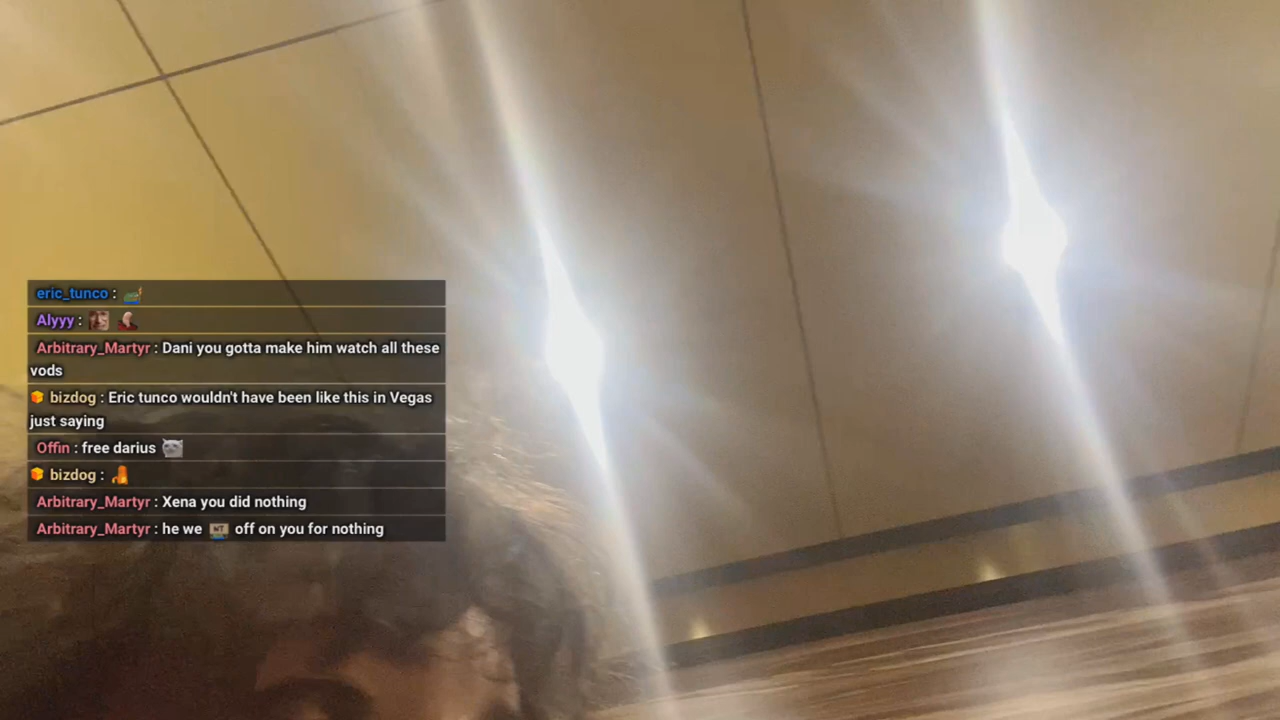 eric_tunco :
Alyyy :
Arbitrary_Martyr : Dani you gotta make him watch all these
vods
bizdog : Eric tunco wouldn't have been like this in Vegas
just saying
Offin : free darius
bizdog :
Arbitrary_Martyr : Xena you did nothing
Arbitrary_Martyr : he we off on you for nothing